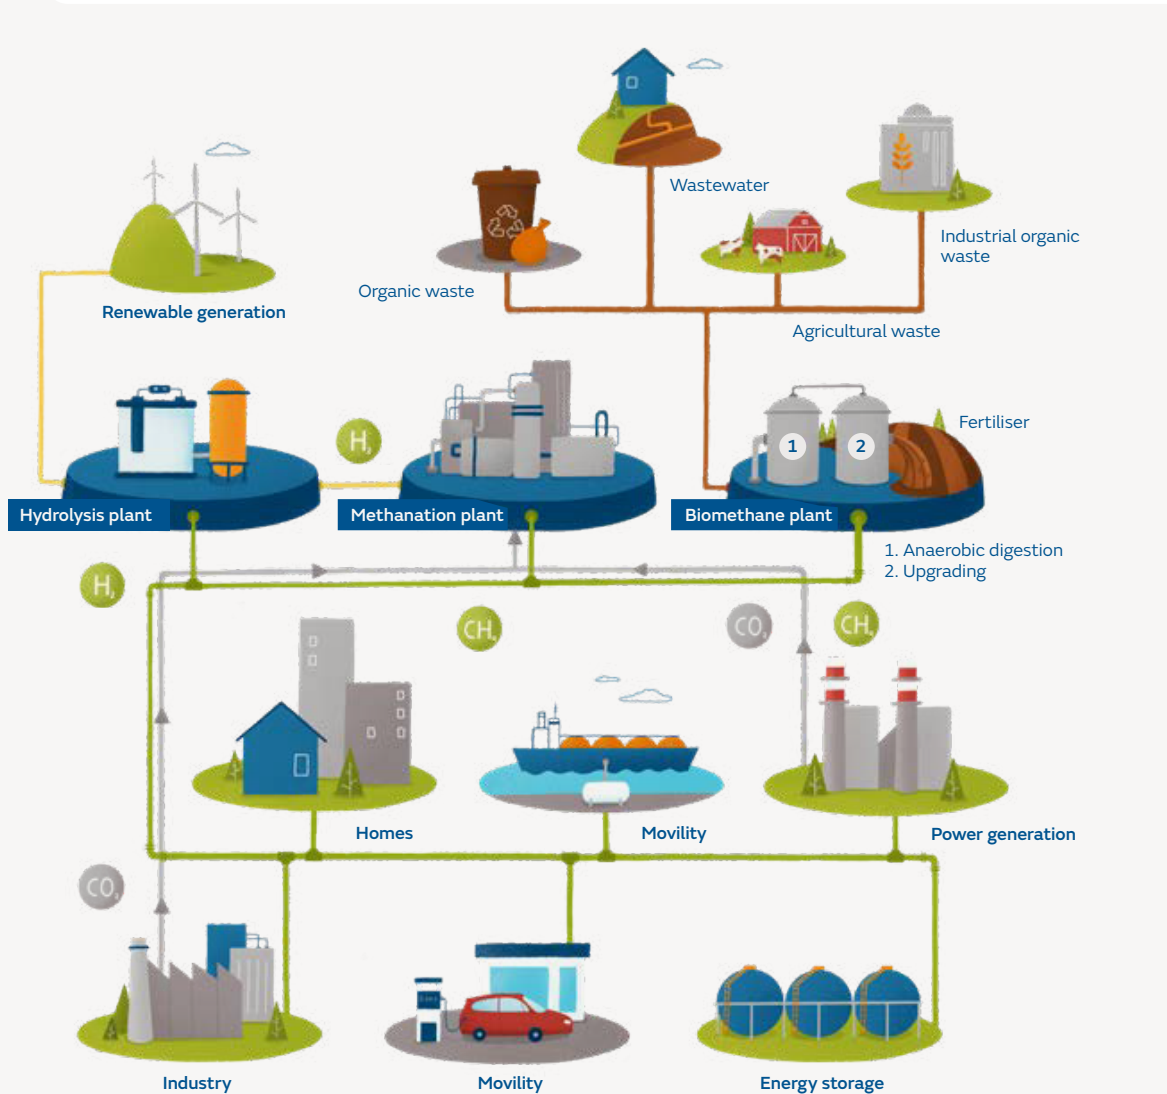 Wastewater
Industrial organic
waste
Organic waste
Renewable generation
Agricultural waste
H₂
1
2
Fertiliser
Hydrolysis plant
Methanation plant
Biomethane plant
1. Anaerobic digestion
2. Upgrading
H₂
CH₄
CO₂
CH₄
Homes
Movility
Power generation
CO₂
Industry
Movility
Energy storage